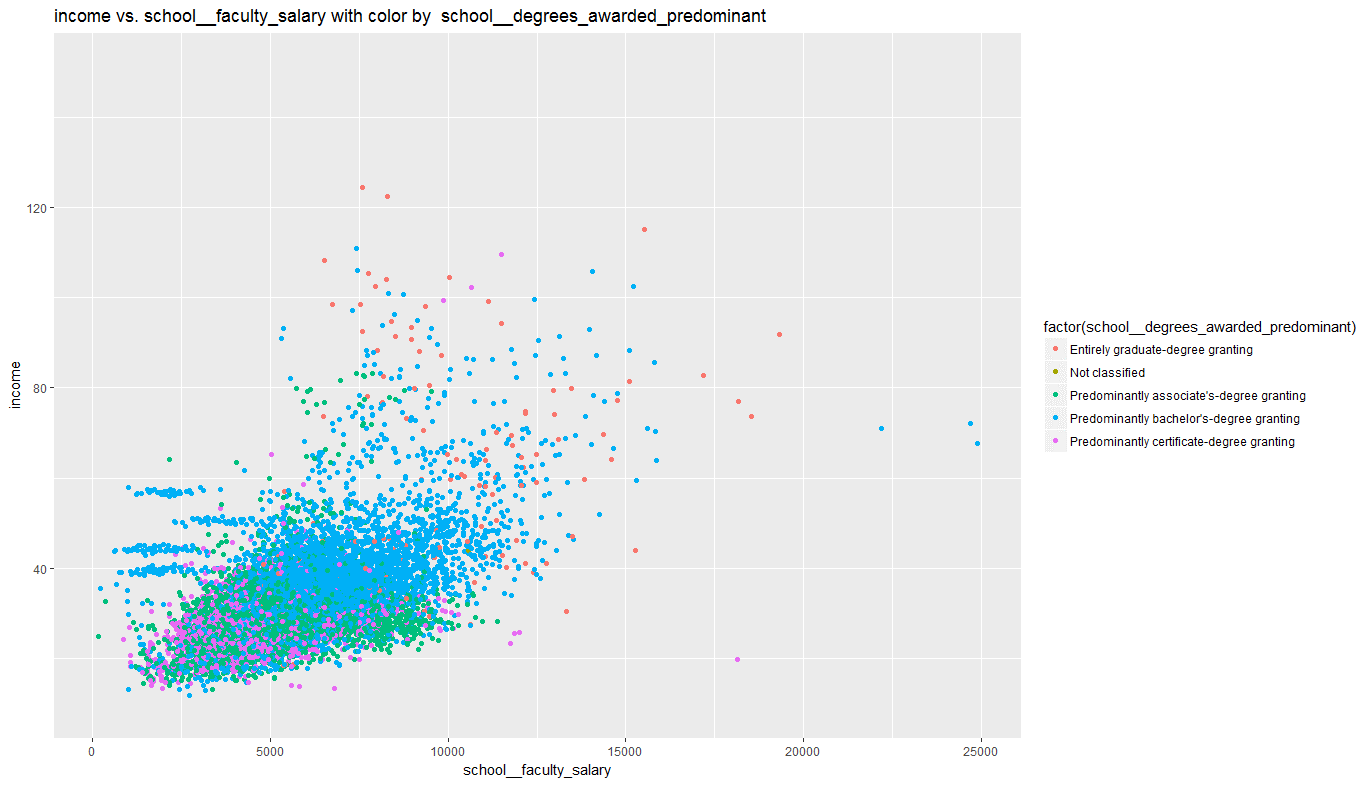 income vs. school__faculty_salary with color by  school__degrees_awarded_predominant
120
80
40
income
0
5000
10000
15000
20000
25000
school__faculty_salary
factor(school__degrees_awarded_predominant)
Entirely graduate-degree granting
Not classified
Predominantly associate's-degree granting
Predominantly bachelor's-degree granting
Predominantly certificate-degree granting